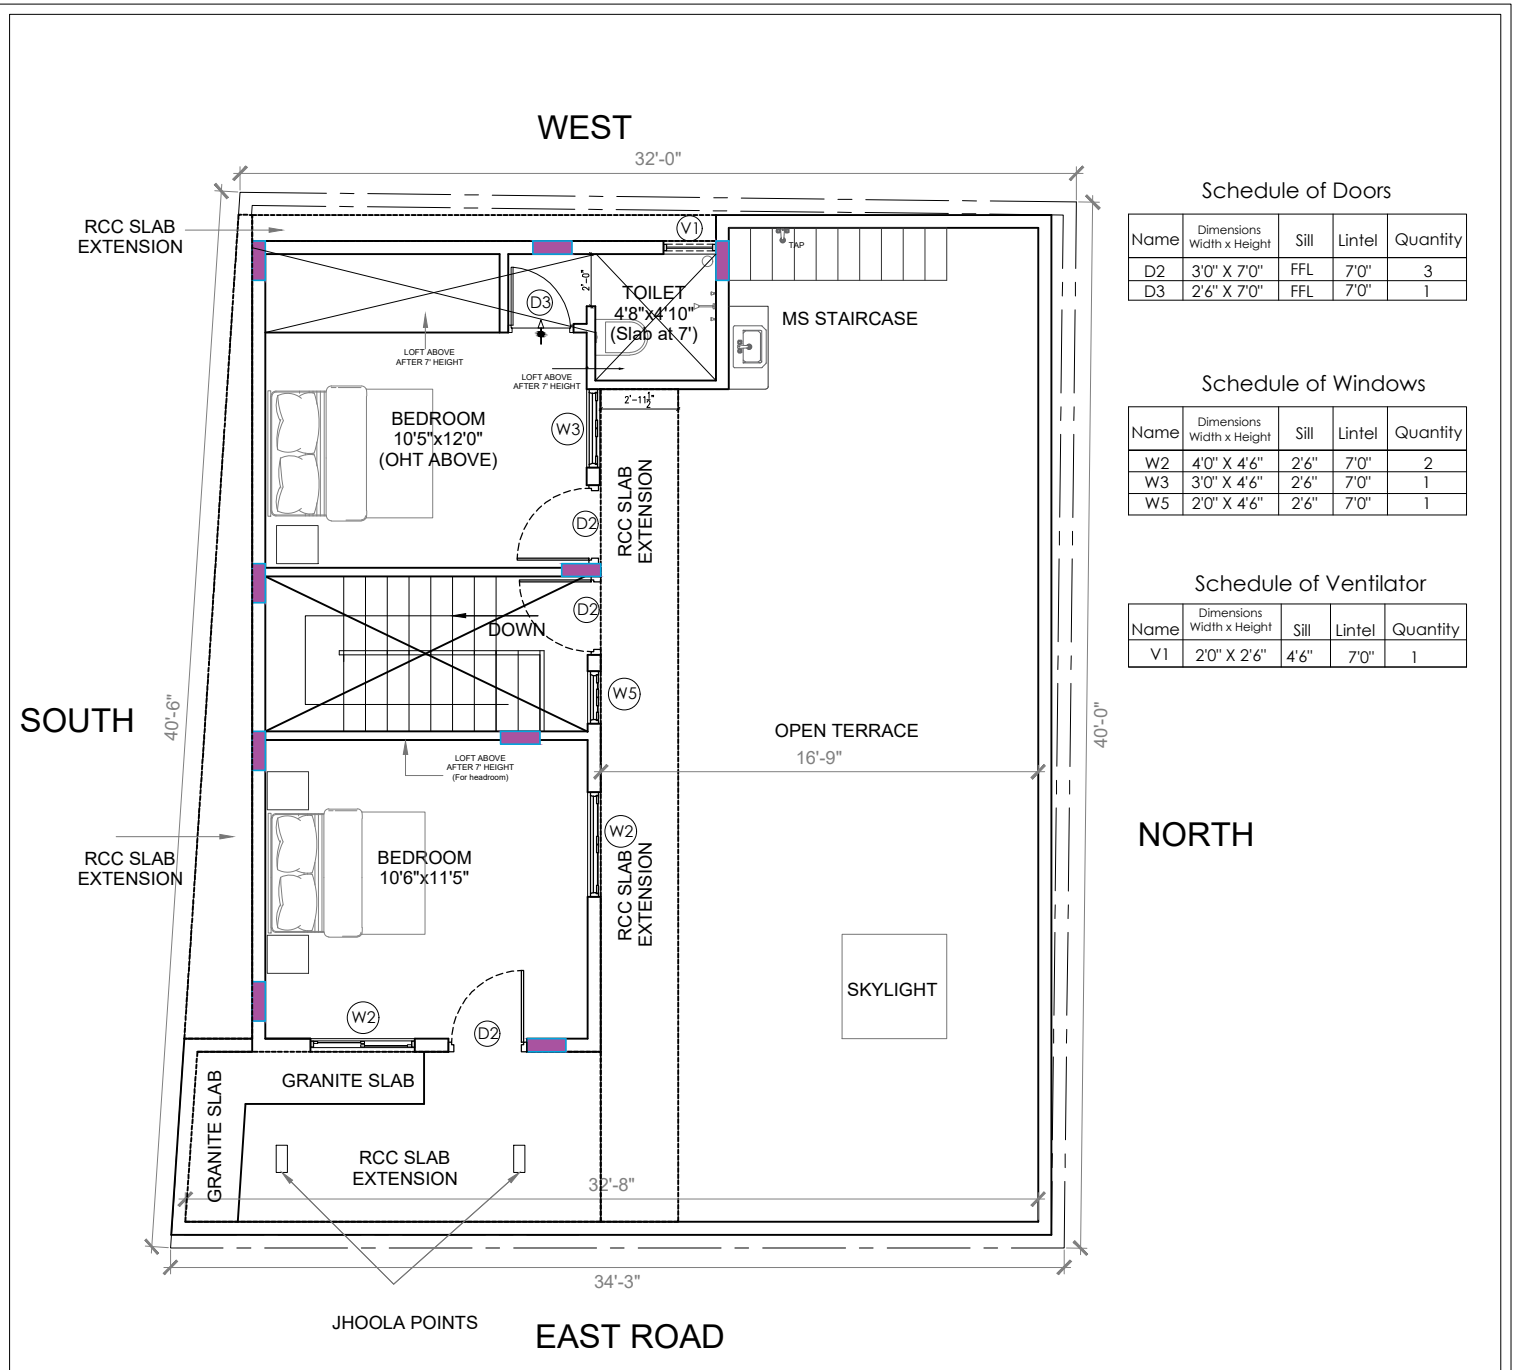 WEST
32'-0"
RCC SLAB
EXTENSION
V1
TAP
TOILET
4'8"x4'10"
(Slab at 7')
2'-0"
D3
MS STAIRCASE
LOFT ABOVE
AFTER 7' HEIGHT
LOFT ABOVE
AFTER 7' HEIGHT
2'-11½"
BEDROOM
10'5"x12'0"
(OHT ABOVE)
W3
D2
RCC SLAB
EXTENSION
D2
DOWN
W5
SOUTH
40'-6"
OPEN TERRACE
16'-9"
40'-0"
LOFT ABOVE
AFTER 7' HEIGHT
(For headroom)
NORTH
RCC SLAB
EXTENSION
BEDROOM
10'6"x11'5"
W2
RCC SLAB
EXTENSION
SKYLIGHT
W2
D2
GRANITE SLAB
GRANITE SLAB
RCC SLAB
EXTENSION
32'-8"
34'-3"
JHOOLA POINTS
EAST ROAD
Schedule of Doors
Name Dimensions Width x Height Sill Lintel Quantity
D2 3'0" X 7'0" FFL 7'0" 3
D3 2'6" X 7'0" FFL 7'0" 1
Schedule of Windows
Name Dimensions Width x Height Sill Lintel Quantity
W2 4'0" X 4'6" 2'6" 7'0" 2
W3 3'0" X 4'6" 2'6" 7'0" 1
W5 2'0" X 4'6" 2'6" 7'0" 1
Schedule of Ventilator
Name Dimensions Width x Height Sill Lintel Quantity
V1 2'0" X 2'6" 4'6" 7'0" 1